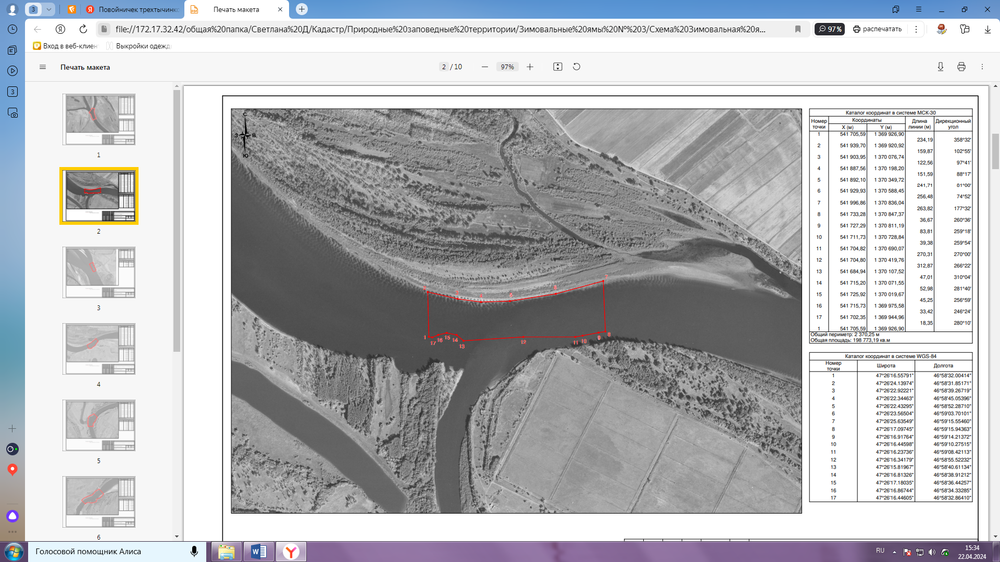 3
Повойничек трехтычинко
Печать макета
file://172.17.32.42/общая%20папка/Светлана%20Д/Кадастр/Природные%20заповедные%20территории/Зимовальные%20ямы%20№%203/Схема%20Зимовальная%20я...
97%
распечатать
Вход в веб-клиен
Выкройки одежд
Печать макета
2 / 10
97%
3
1
2
3
4
5
6
С
З
В
Ю
2
3
4
5
6
7
1
17
16
15
14
13
12
11
10
9
8
Каталог координат в системе МСК-30
Номер точки Координаты Длина линии (м) Дирекционный угол
X (м) Y (м)
1 541 705,59 1 369 926,90
234,19 358°32'
2 541 939,70 1 369 920,92
159,87 102°55'
3 541 903,95 1 370 076,74
122,56 97°41'
4 541 887,56 1 370 198,20
151,59 88°17'
5 541 892,10 1 370 349,72
241,71 81°00'
6 541 929,93 1 370 588,45
256,48 74°52'
7 541 996,86 1 370 836,04
263,82 177°32'
8 541 733,28 1 370 847,37
36,67 260°36'
9 541 727,29 1 370 811,19
83,81 259°18'
10 541 711,73 1 370 728,84
39,38 259°54'
11 541 704,82 1 370 690,07
270,31 270°00'
12 541 704,80 1 370 419,76
312,87 266°22'
13 541 684,94 1 370 107,52
47,01 310°04'
14 541 715,20 1 370 071,55
52,98 281°40'
15 541 725,92 1 370 019,67
45,25 256°59'
16 541 715,73 1 369 975,58
33,42 246°24'
17 541 702,35 1 369 944,96
18,35 280°10'
1 541 705,59 1 369 926,90
Общий периметр: 2 370,25 м
Общая площадь: 198 773,19 кв.м
Каталог координат в системе WGS-84
Номер точки Широта Долгота
1 47°26'16.55791" 46°58'32.00414"
2 47°26'24.13974" 46°58'31.85171"
3 47°26'22.92221" 46°58'39.26719"
4 47°26'22.34463" 46°58'45.05396"
5 47°26'22.43295" 46°58'52.28710"
6 47°26'23.56504" 46°59'03.70101"
7 47°26'25.63549" 46°59'15.55460"
8 47°26'17.09745" 46°59'15.94363"
9 47°26'16.91764" 46°59'14.21372"
10 47°26'16.44598" 46°59'10.27515"
11 47°26'16.23736" 46°59'08.42113"
12 47°26'16.34179" 46°58'55.52232"
13 47°26'15.81967" 46°58'40.61134"
14 47°26'16.81326" 46°58'38.91212"
15 47°26'17.18035" 46°58'36.44257"
16 47°26'16.86744" 46°58'34.33285"
17 47°26'16.44605" 46°58'32.86410"
Голосовой помощник Алиса
RU
15:34
22.04.2024